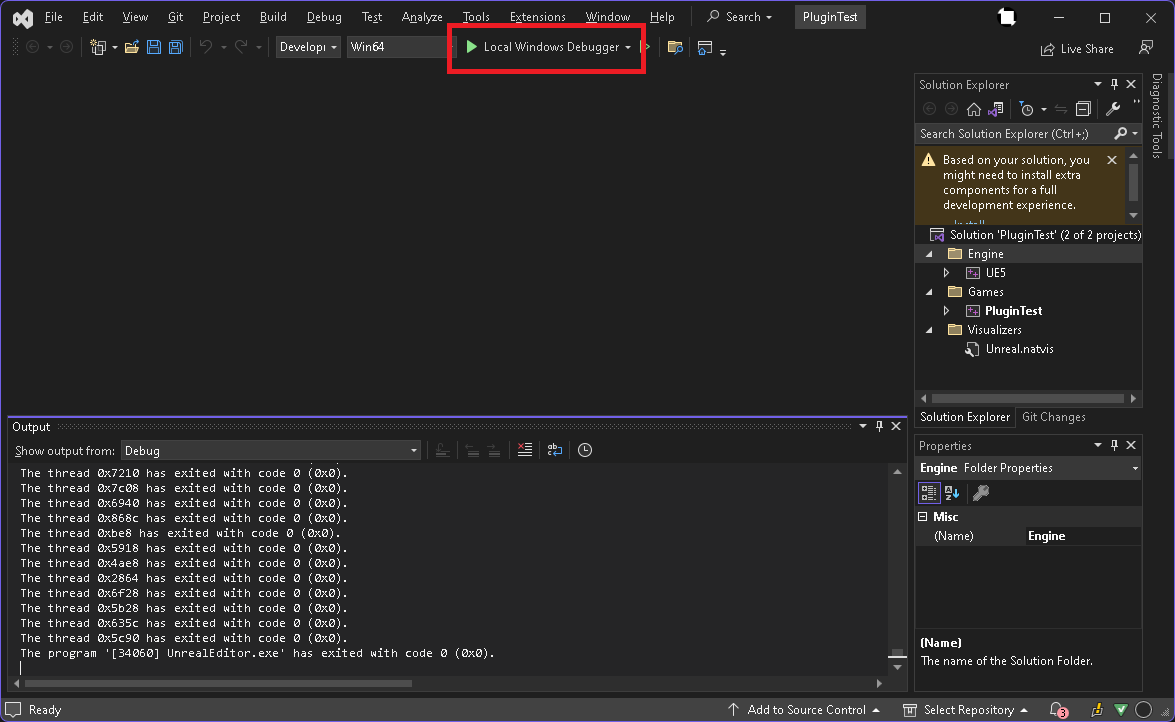 File Edit View Git Project Build Debug Test Analyze Tools Extensions Window Help Search PluginTest
Develop Win64 Local Windows Debugger Live Share
Solution Explorer
Search Solution Explorer (Ctrl+;)
Based on your solution, you
might need to install extra
components for a full
development experience.
Install
Solution 'PluginTest' (2 of 2 projects)
Engine
UE5
Games
PluginTest
Visualizers
Unreal.natvis
Solution Explorer Git Changes
Diagnostic Tools
Output
Show output from: Debug
The thread 0x7210 has exited with code 0 (0x0).
The thread 0x7c08 has exited with code 0 (0x0).
The thread 0x6940 has exited with code 0 (0x0).
The thread 0x868c has exited with code 0 (0x0).
The thread 0xbe8 has exited with code 0 (0x0).
The thread 0x5918 has exited with code 0 (0x0).
The thread 0x4ae8 has exited with code 0 (0x0).
The thread 0x2864 has exited with code 0 (0x0).
The thread 0x6f28 has exited with code 0 (0x0).
The thread 0x5b28 has exited with code 0 (0x0).
The thread 0x635c has exited with code 0 (0x0).
The thread 0x5c90 has exited with code 0 (0x0).
The program '[34060] UnrealEditor.exe' has exited with code 0 (0x0).
Properties
Engine Folder Properties
Misc
(Name) Engine
(Name)
The name of the Solution Folder.
Ready Add to Source Control Select Repository 3